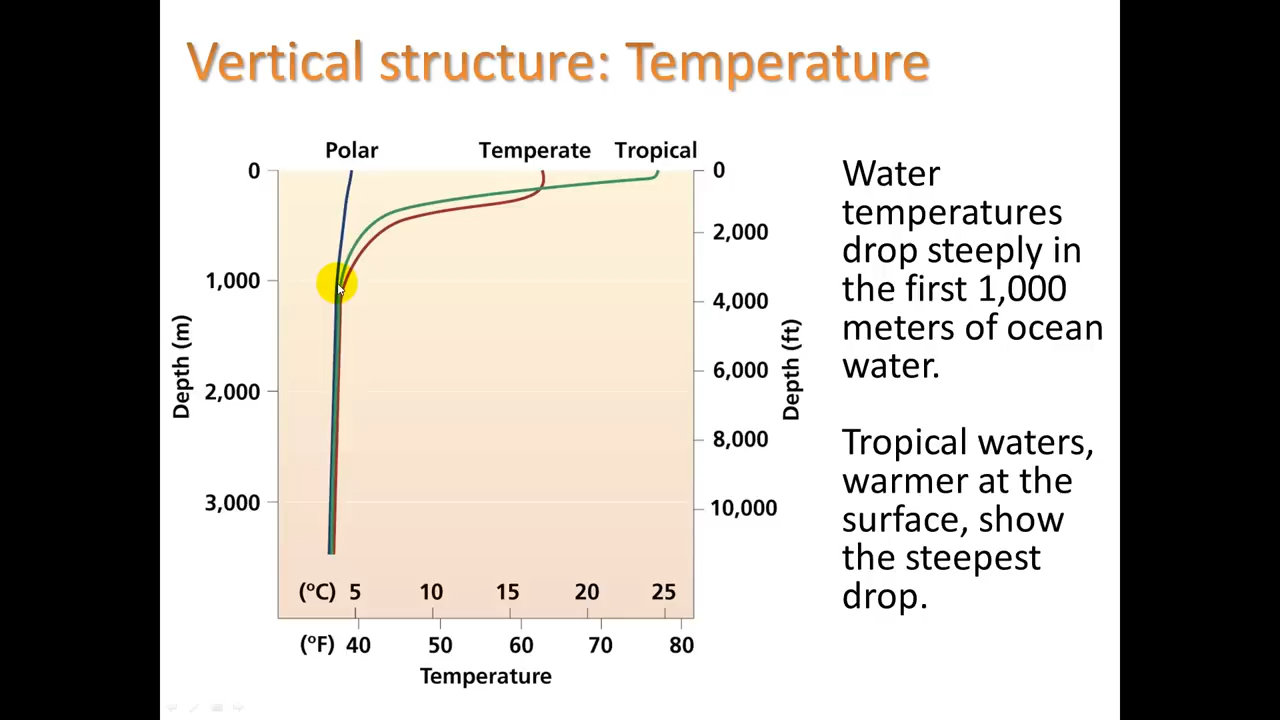 Vertical structure: Temperature
Polar Temperate Tropical
0 0
2,000
1,000
4,000
Depth (m) Depth (ft)
6,000
2,000
8,000
3,000
10,000
(ºC) 5 10 15 20 25
(ºF) 40 50 60 70 80
Temperature
Water
temperatures
drop steeply in
the first 1,000
meters of ocean
water.
Tropical waters,
warmer at the
surface, show
the steepest
drop.